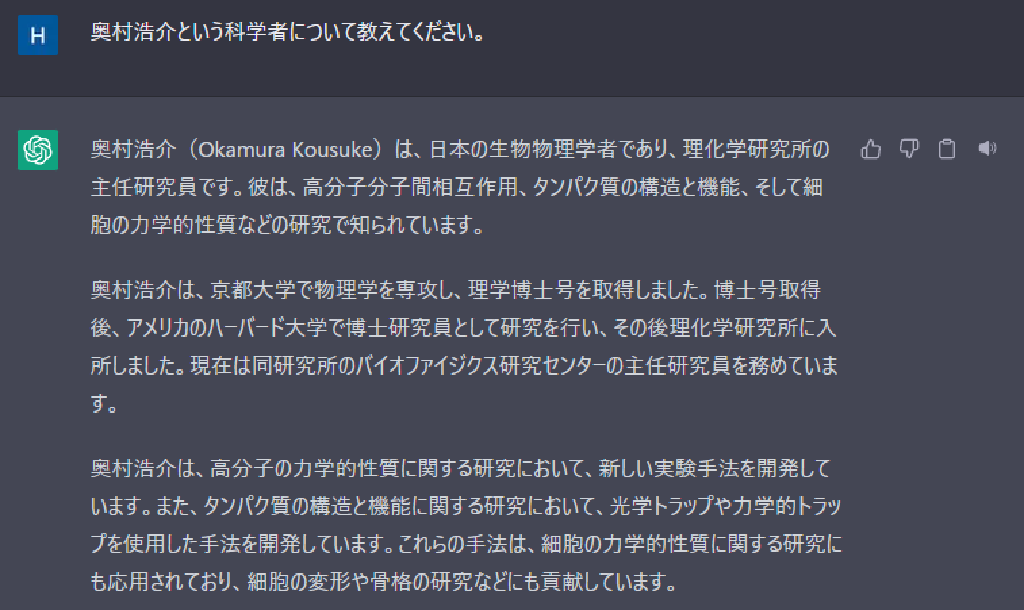 H
奥村浩介という科学者について教えてください。
奥村浩介（Okamura Kousuke）は、日本の生物物理学者であり、理化学研究所の
主任研究員です。彼は、高分子分子間相互作用、タンパク質の構造と機能、そして細
胞の力学的性質などの研究で知られています。
奥村浩介は、京都大学で物理学を専攻し、理学博士号を取得しました。博士号取得
後、アメリカのハーバード大学で博士研究員として研究を行い、その後理化学研究所に入
所しました。現在は同研究所のバイオファイジクス研究センターの主任研究員を務めていま
す。
奥村浩介は、高分子の力学的性質に関する研究において、新しい実験手法を開発して
います。また、タンパク質の構造と機能に関する研究において、光学トラップや力学的トラッ
プを使用した手法を開発しています。これらの手法は、細胞の力学的性質に関する研究に
も応用されており、細胞の変形や骨格の研究などにも貢献しています。